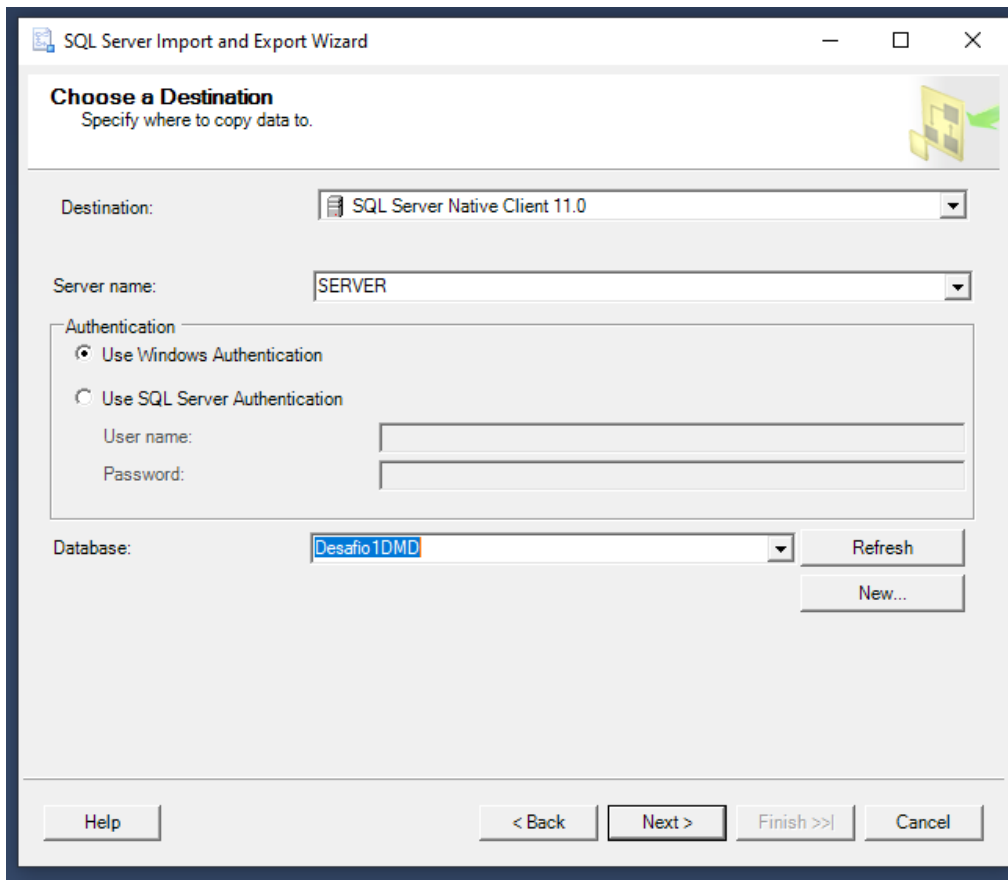 SQL Server Import and Export Wizard
Choose a Destination
Specify where to copy data to.
Destination:
SQL Server Native Client 11.0
Server name:
SERVER
Authentication
Use Windows Authentication
Use SQL Server Authentication
User name:
Password:
Database:
Desafio1DMD
Refresh
New...
Help
< Back
Next >
Finish >>|
Cancel